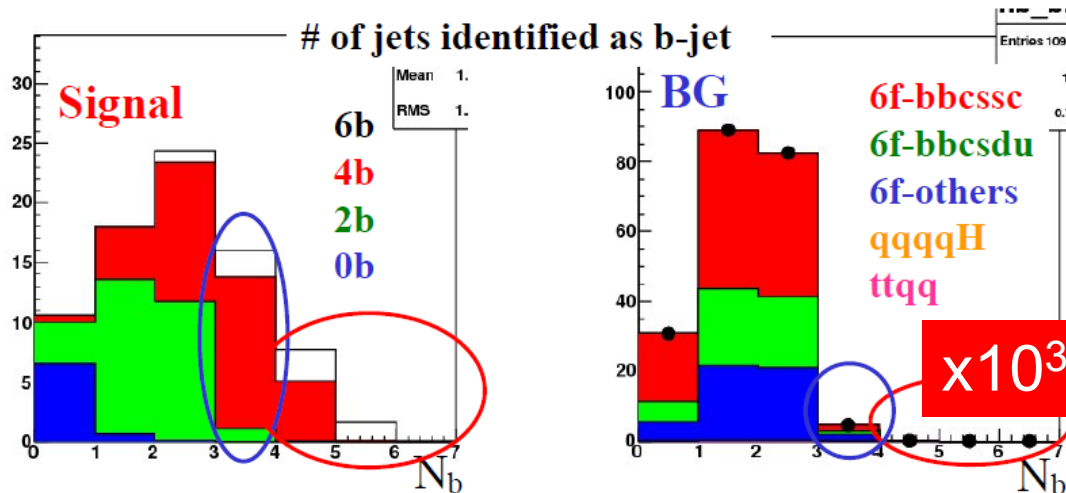 # of jets identified as b-jet
Signal
Mean 1.
RMS 1.
6b
4b
2b
0b
30
25
20
15
10
5
0
0 1 2 3 4 5 6 7
Nb
Entries 109
BG
6f-bbcssc
6f-bbcsdu
6f-others
qqqqH
ttqq
x10³
100
80
60
40
20
0
0 1 2 3 4 5 6 7
Nb